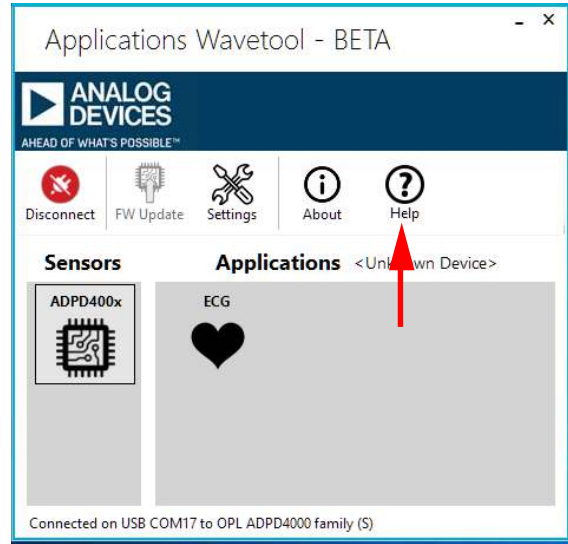 Applications Wavetool - BETA
ANALOG
DEVICES
AHEAD OF WHAT'S POSSIBLE™
Disconnect FW Update Settings About Help
Sensors Applications <Unknown Device>
ADPD400x ECG
Connected on USB COM17 to OPL ADPD4000 family (S)